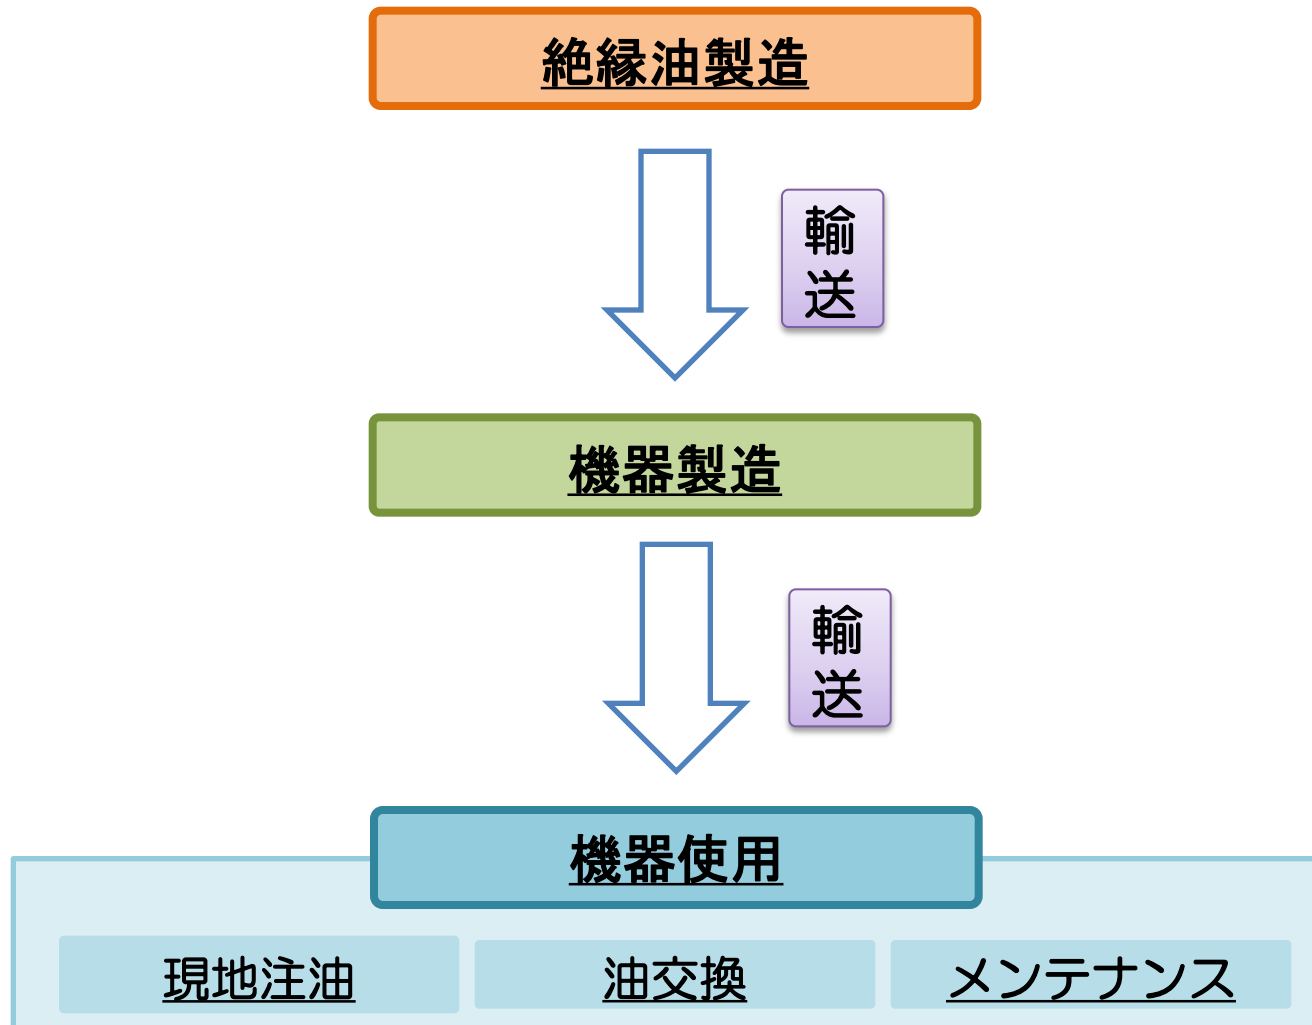 絶縁油製造
輸
送
機器製造
輸
送
機器使用
現地注油
油交換
メンテナンス